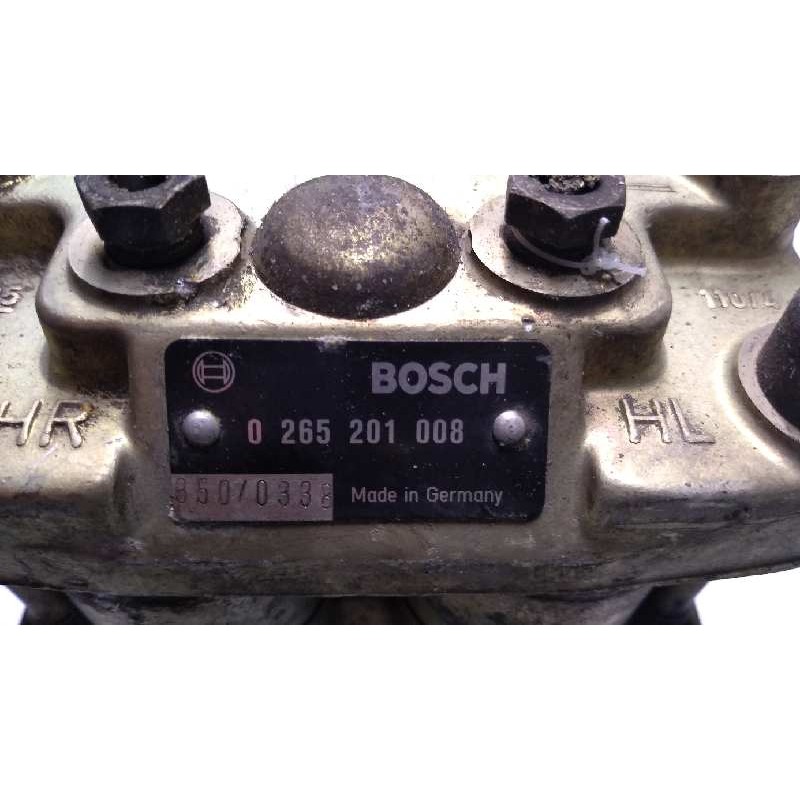 BOSCH
0 265 201 008
HR
HL
Made in Germany